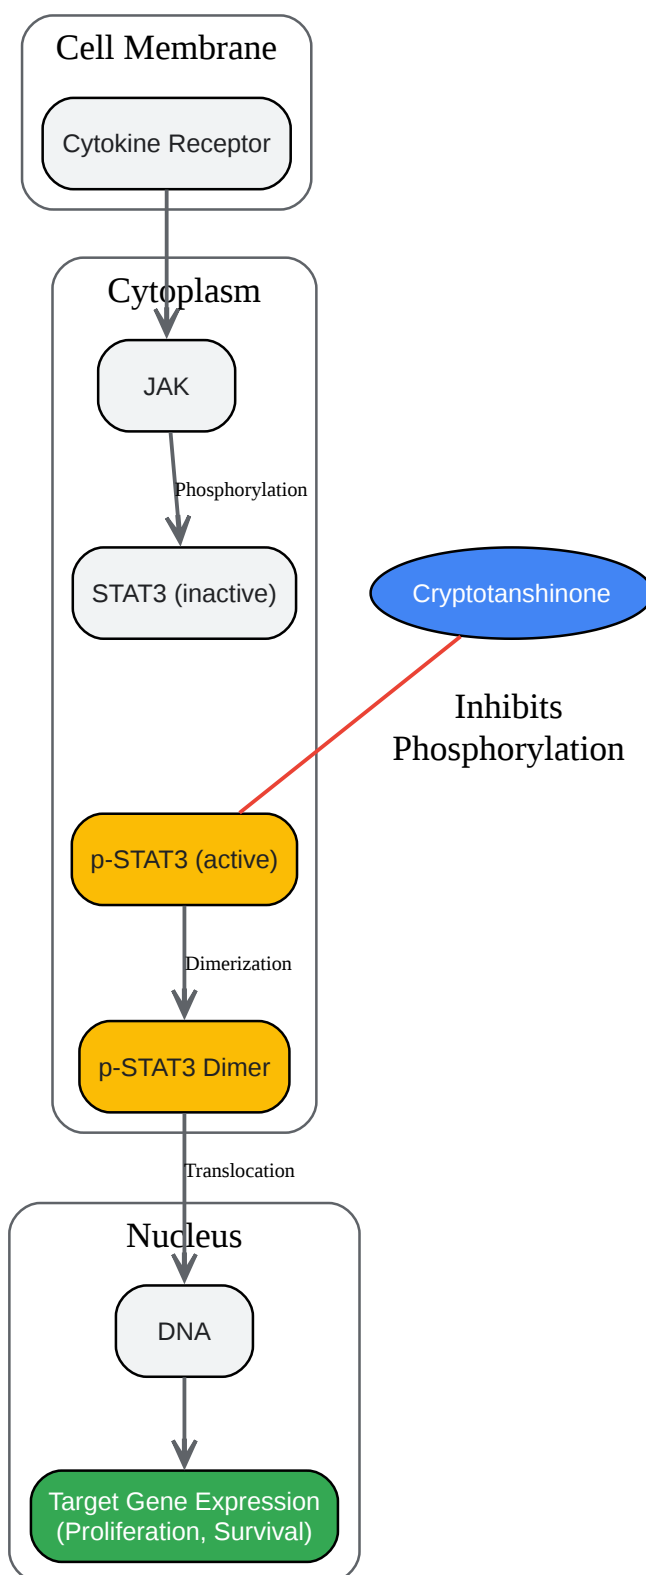 Cell Membrane
Cytokine Receptor
Cytoplasm
JAK
Phosphorylation
STAT3 (inactive)
Cryptotanshinone
Inhibits
Phosphorylation
p-STAT3 (active)
Dimerization
p-STAT3 Dimer
Translocation
Nucleus
DNA
Target Gene Expression
(Proliferation, Survival)